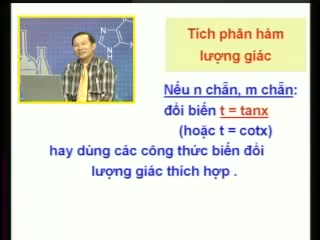 Tích phân hàm
lượng giác
Nếu n chẵn, m chẵn:
đổi biến t = tanx
(hoặc t = cotx)
hay dùng các công thức biến đổi
lượng giác thích hợp .